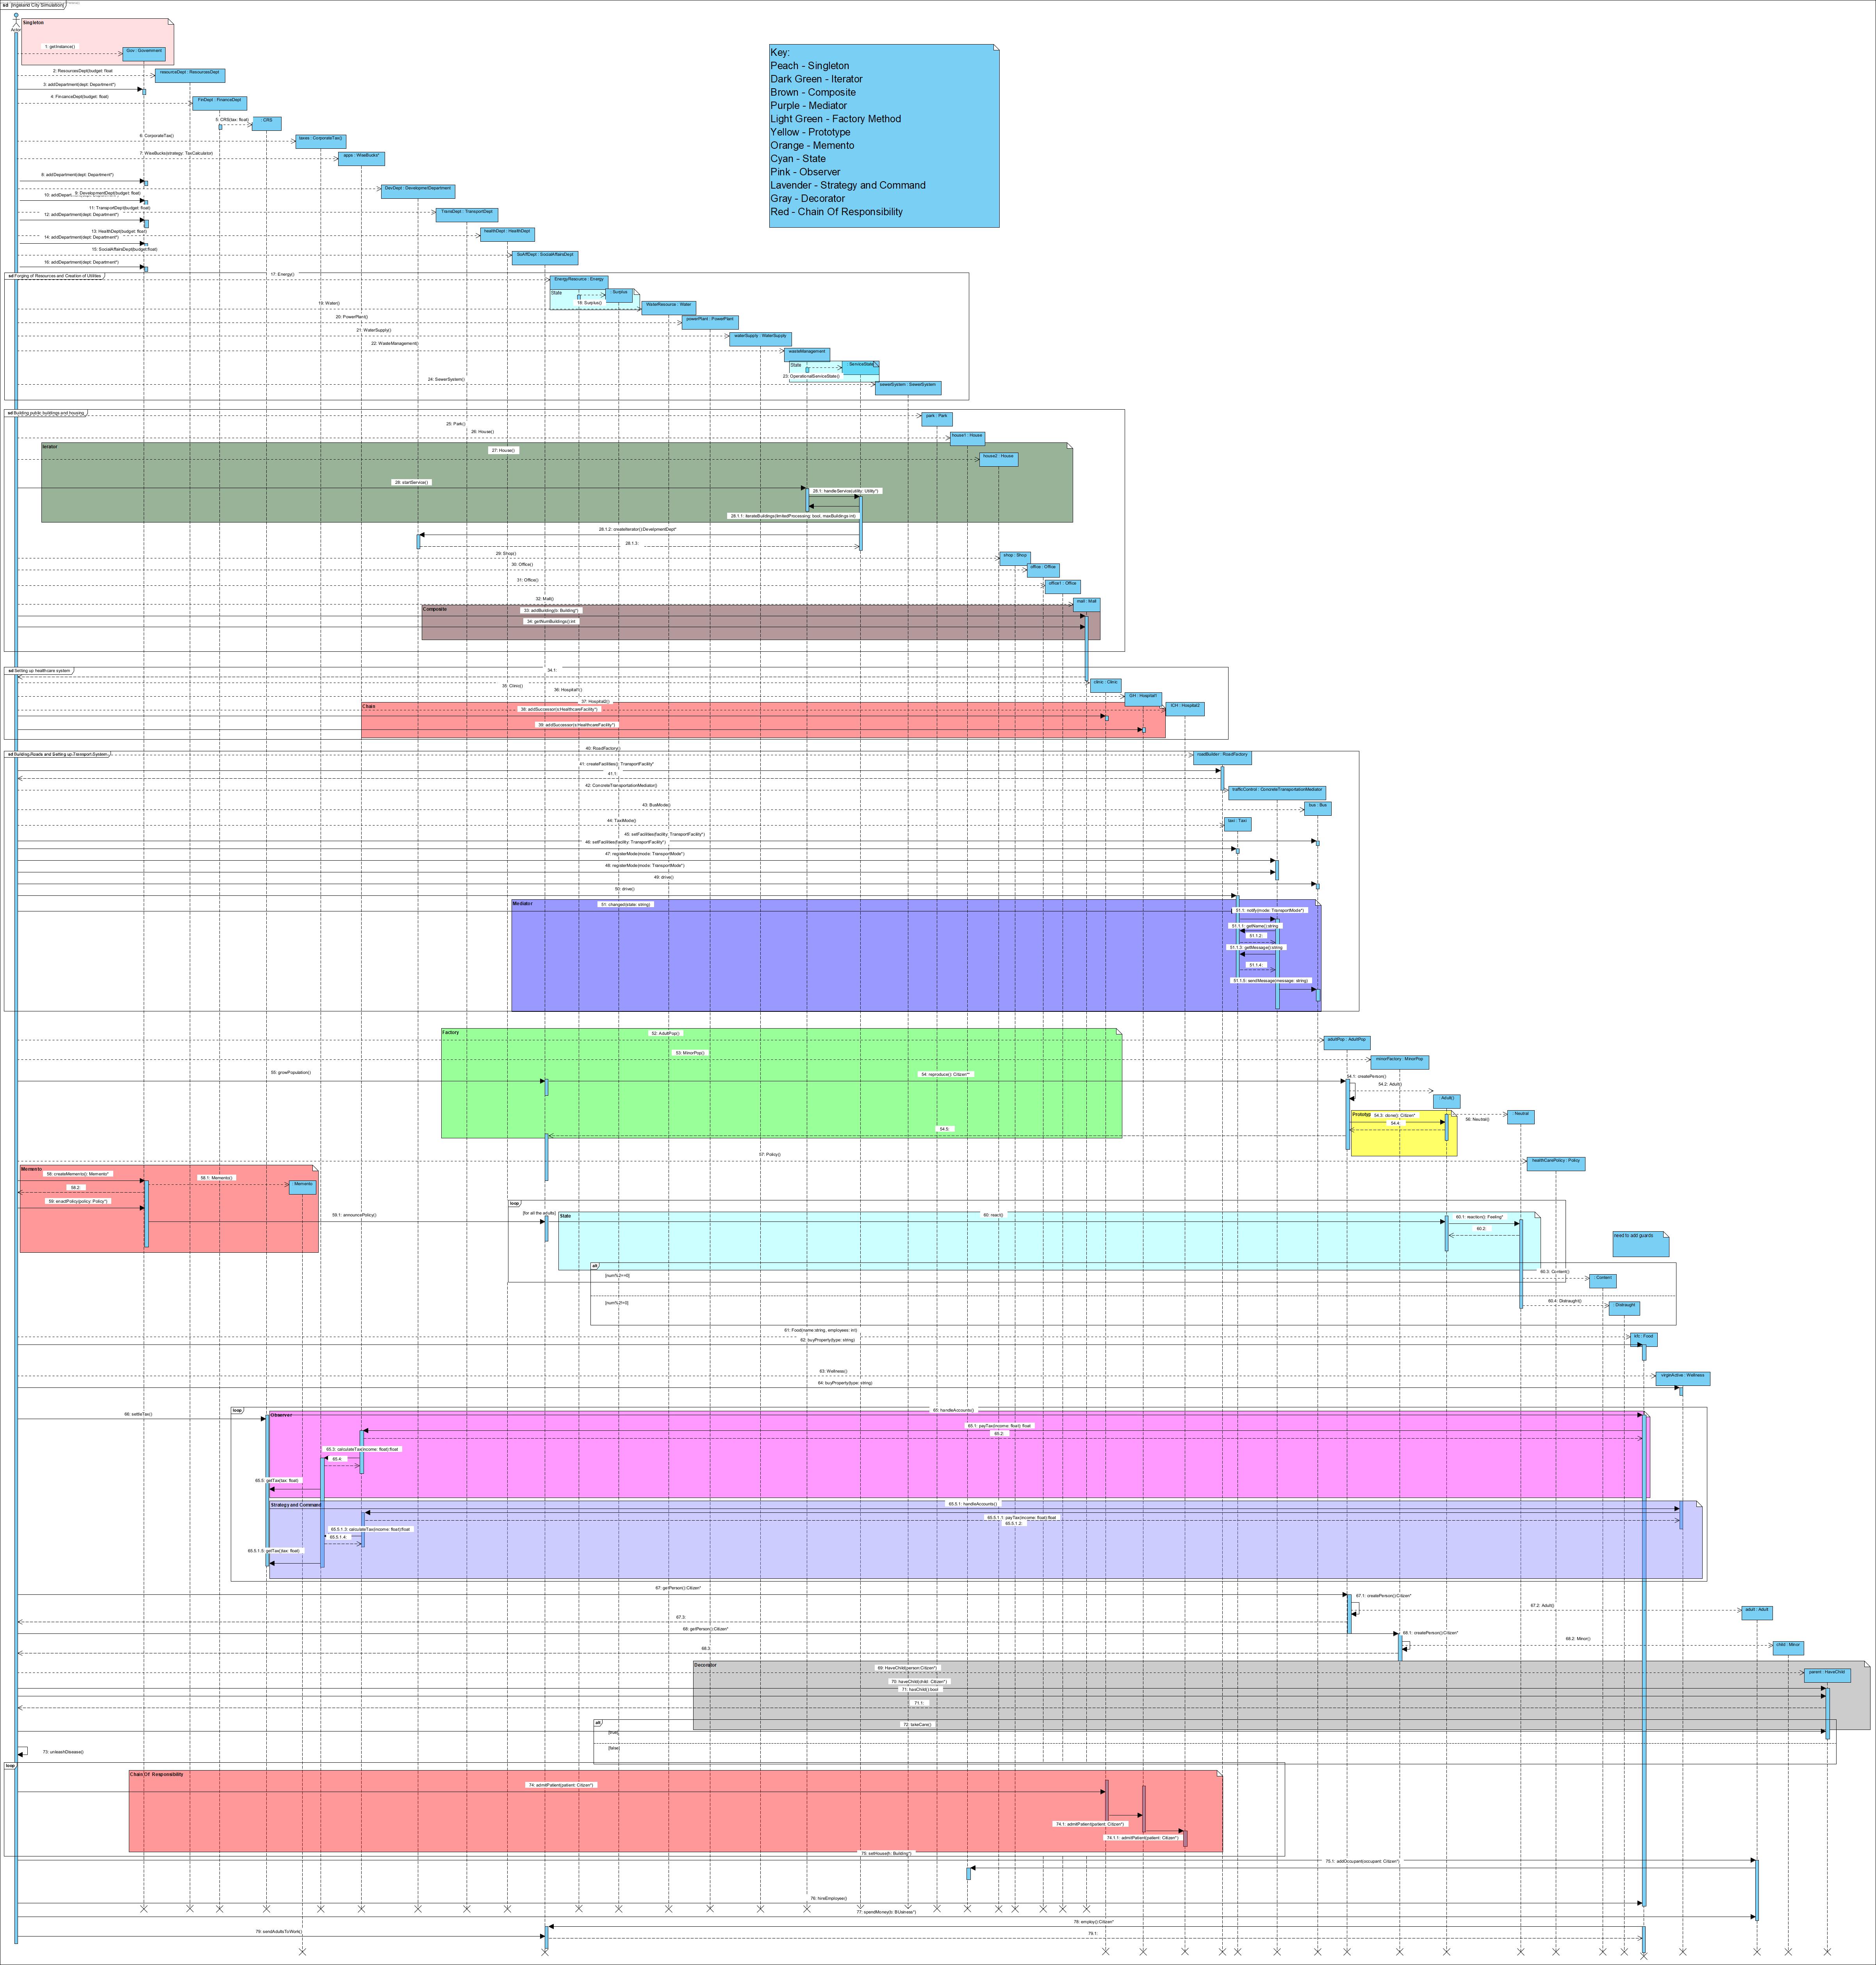 sd [Ingstend City Simulation]
Actor
Singleton
1: getInstance()
Gov : Government
Key:
Peach - Singleton
Dark Green - Iterator
Brown - Composite
Purple - Mediator
Light Green - Factory Method
Yellow - Prototype
Orange - Memento
Cyan - State
Pink - Observer
Lavender - Strategy and Command
Gray - Decorator
Red - Chain Of Responsibility
2: ResourcesDept(budget: float
resourceDept : ResourcesDept
3: addDepartment(dept: Department*)
4: FincanceDept(budget: float)
FinDept : FinanceDept
5: CRS(tax: float)
: CRS
6: CorporateTax()
taxes : CorporateTax()
7: WiseBucks(strategy: TaxCalculator)
apps : WiseBucks*
8: addDepartment(dept: Department*)
9: DevelopmentDept(budget: float)
DevDept : DevelopmentDepartment
10: addDepart
11: TransportDept(budget: float)
TransDept : TransportDept
12: addDepartment(dept: Department*)
13: HealthDept(budget: float)
healthDept : HealthDept
14: addDepartment(dept: Department*)
15: SocialAffairsDept(budget:float)
SoAffDept : SocialAffairsDept
16: addDepartment(dept: Department*)
sd Forging of Resources and Creation of Utilities
17: Energy()
EnergyResource : Energy
State
: Surplus
18: Surplus()
19: Water()
WaterResource : Water
20: PowerPlant()
powerPlant : PowerPlant
21: WaterSupply()
waterSupply : WaterSupply
22: WasteManagement()
wasteManagement
State
: ServiceState
23: OperationalServiceState()
24: SewerSystem()
sewerSystem : SewerSystem
sd Building public buildings and housing
park : Park
25: Park()
26: House()
house1 : House
Iterator
27: House()
house2 : House
28: startService()
28.1: handleService(utility: Utility*)
28.1.1: iterateBuildings(limitedProcessing: bool, maxBuildings:int)
28.1.2: createIterator():DevelopmentDept*
28.1.3:
29: Shop()
shop : Shop
30: Office()
office : Office
31: Office()
office1 : Office
32: Mall()
mall : Mall
Composite
33: addBuilding(b: Building*)
34: getNumBuildings():int
sd Setting up healthcare system
34.1:
35: Clinic()
clinic : Clinic
36: Hospital1()
GH : Hospital1
37: Hospital2()
Chain
38: addSuccessor(s:HealthcareFacility*)
ICH : Hospital2
39: addSuccessor(s:HealthcareFacility*)
40: RoadFactory()
sd Building Roads and Setting up Transport System
roadBuilder : RoadFactory
41: createFacilities(): TransportFacility*
41.1:
42: ConcreteTransportationMediator()
trafficControl : ConcreteTransportationMediator
43: BusMode()
bus : Bus
44: TaxiMode()
taxi : Taxi
45: setFacilities(facility: TransportFacility*)
46: setFacilities(facility: TransportFacility*)
47: registerMode(mode: TransportMode*)
48: registerMode(mode: TransportMode*)
49: drive()
50: drive()
Mediator
51: changed(state: string)
51.1: notify(mode: TransportMode*)
51.1.1: getName():string
51.1.2:
51.1.3: getMessage():string
51.1.4:
51.1.5: sendMessage(message: string)
Factory
52: AdultPop()
adultPop : AdultPop
53: MinorPop()
minorFactory : MinorPop
55: growPopulation()
54: reproduce(): Citizen**
54.1: createPerson()
54.2: Adult()
: Adult()
Prototyp
54.3: clone(): Citizen*
56: Neutral()
: Neutral
54.4:
54.5:
57: Policy()
healthCarePolicy : Policy
Memento
58: createMemento(): Memento*
58.1: Memento()
: Memento
58.2:
59: enactPolicy(policy: Policy*)
59.1: announcePolicy()
loop
[for all the adults]
State
60: react()
60.1: reaction(): Feeling*
60.2:
need to add guards
alt
[num%2==0]
60.3: Content()
: Content
[num%2!=0]
60.4: Distraught()
: Distraught
61: Food(name:string, employees: int)
kfc : Food
62: buyProperty(type: string)
63: Wellness()
virginActive : Wellness
64: buyProperty(type: string)
loop
66: settleTax()
Observer
65: handleAccounts()
65.1: payTax(income: float): float
65.2:
65.3: calculateTax(income: float):float
65.4:
65.5: getTax(tax: float)
Strategy and Command
65.5.1: handleAccounts()
65.5.1.1: payTax(income: float):float
65.5.1.2:
65.5.1.3: calculateTax(income: float):float
65.5.1.4:
65.5.1.5: getTax(tax: float)
67: getPerson():Citizen*
67.1: createPerson():Citizen*
67.2: Adult()
adult : Adult
67.3:
68: getPerson():Citizen*
68.1: createPerson():Citizen*
68.2: Minor()
child : Minor
68.3:
Decorator
69: HaveChild(person:Citizen*)
parent : HaveChild
70: haveChild(child : Citizen*)
71: hasChild():bool
71.1:
alt
72: takeCare()
[true]
[false]
73: unleashDisease()
loop
Chain OF Responsibility
74: admitPatient(patient: Citizen*)
74.1: admitPatient(patient: Citizen*)
74.1.1: admitPatient(patient: Citizen*)
75: setHouse(h: Building*)
75.1: addOccupant(occupant: Citizen*)
76: hireEmployee()
77: spendMoney(b: BUsiness*)
78: employ():Citizen*
79: sendAdultsToWork()
79.1: